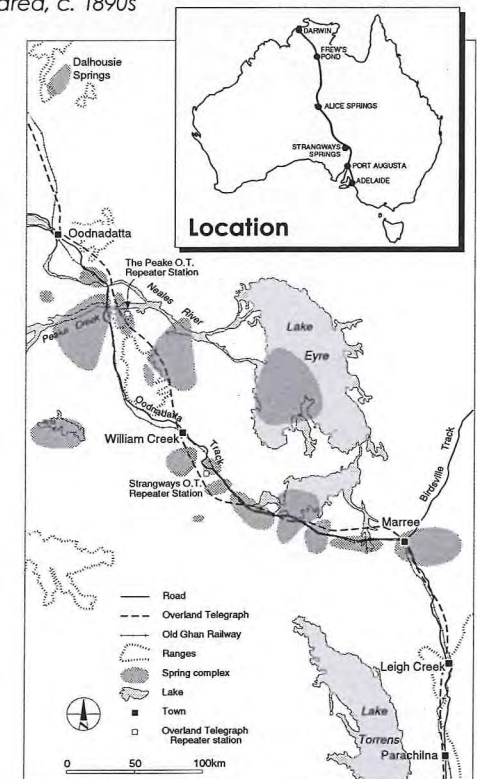 area, c. 1890s
DARWIN
FREW'S
POND
ALICE SPRINGS
STRANGWAYS
SPRINGS
PORT AUGUSTA
ADELAIDE
Location
Dalhousie
Springs
Oodnadatta
The Peake O.T.
Repeater Station
Neales River
Peake Creek
Lake
Eyre
Oodnadatta
Track
William Creek
Strangways O.T.
Repeater Station
Birdsville Track
Marree
Road
Overland Telegraph
Old Ghan Railway
Ranges
Spring complex
Lake
Town
Overland Telegraph
Repeater station
N
0 50 100km
Leigh Creek
Lake
Torrens
Parachilna